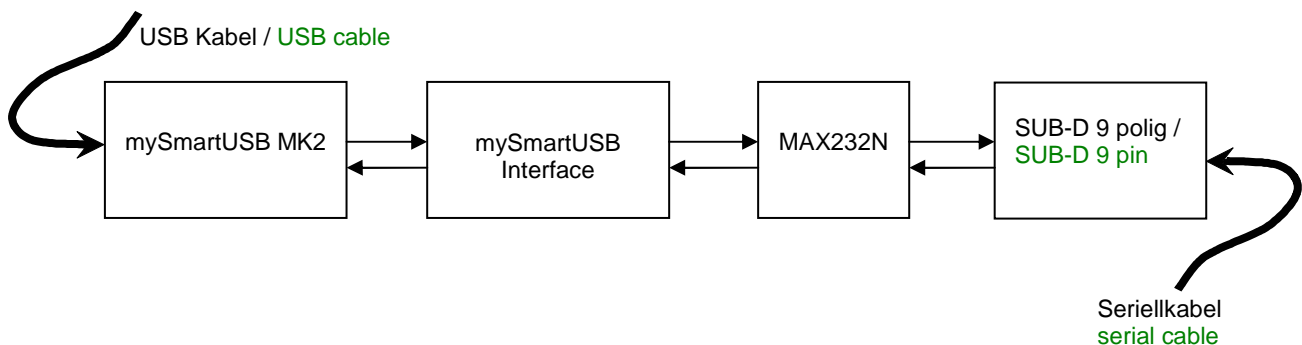 USB Kabel / USB cable
mySmartUSB MK2
mySmartUSB
Interface
MAX232N
SUB-D 9 polig /
SUB-D 9 pin
Seriellkabel
serial cable